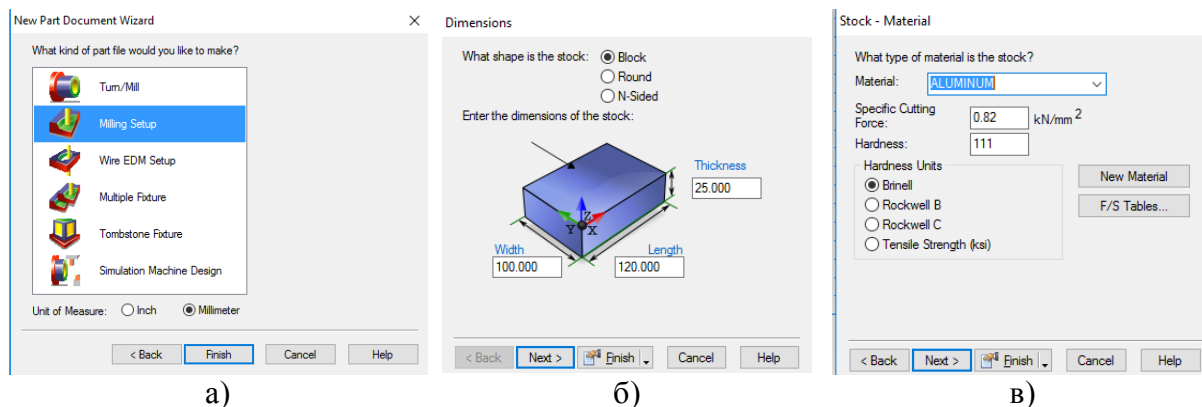 New Part Document Wizard
What kind of part file would you like to make?
Turn/Mill
Milling Setup
Wire EDM Setup
Multiple Fixture
Tombstone Fixture
Simulation Machine Design
Unit of Measure: Inch Millimeter
< Back Finish Cancel Help
а)
Dimensions
What shape is the stock: Block
Round
N-Sided
Enter the dimensions of the stock:
Thickness
25.000
Z
Y X
Width Length
100.000 120.000
< Back Next > Finish Cancel Help
б)
Stock - Material
What type of material is the stock?
Material: ALUMINUM
Specific Cutting
Force: 0.82 kN/mm 2
Hardness: 111
Hardness Units
Brinell New Material
Rockwell B F/S Tables...
Rockwell C
Tensile Strength (ksi)
< Back Next > Finish Cancel Help
в)